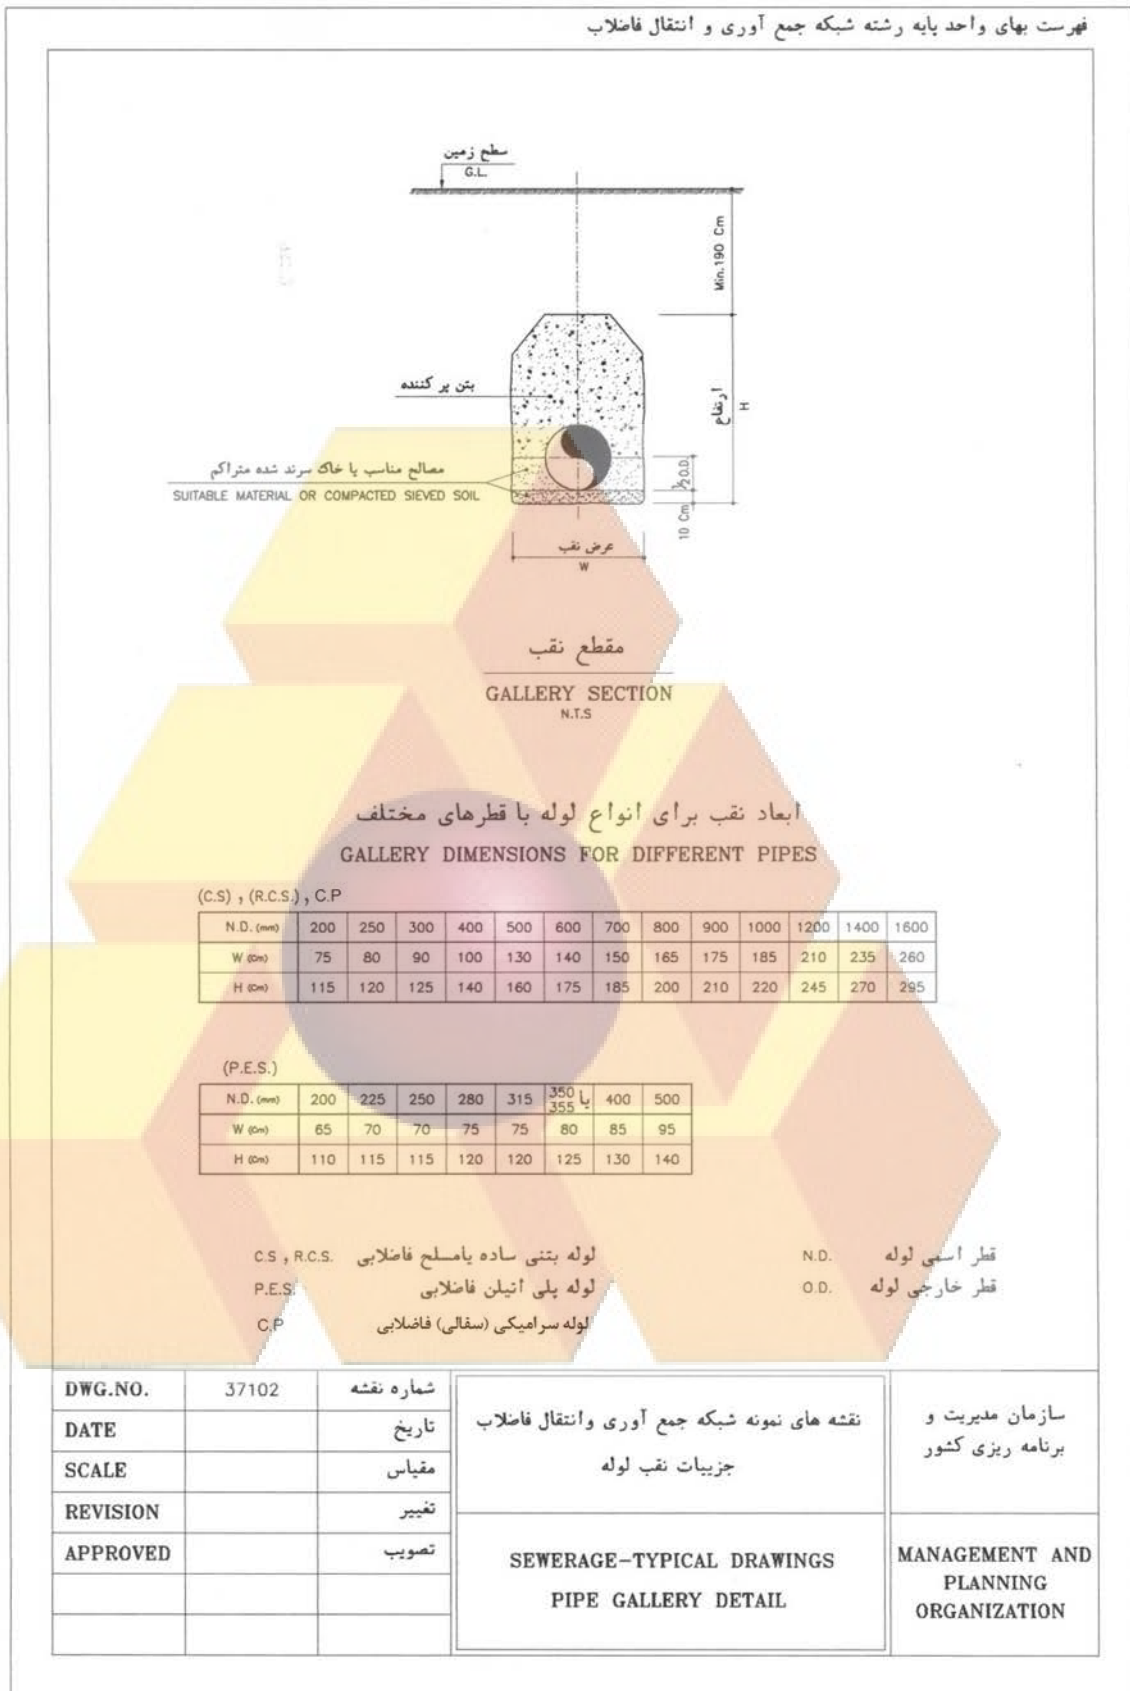 فهرست بهای واحد پایه رشته شبکه جمع آوری و انتقال فاضلاب
سطح زمین
G.L.
Min.190 Cm
بتن پر کننده
ارتفاع
H
مصالح مناسب یا خاک سرند شده متراکم
SUITABLE MATERIAL OR COMPACTED SIEVED SOIL
½ O.D.
10 Cm
عرض نقب
W
مقطع نقب
GALLERY SECTION
N.T.S
ابعاد نقب برای انواع لوله با قطرهای مختلف
GALLERY DIMENSIONS FOR DIFFERENT PIPES
(C.S) , (R.C.S.) , C.P
N.D. (mm) 200 250 300 400 500 600 700 800 900 1000 1200 1400 1600
W (Cm) 75 80 90 100 130 140 150 165 175 185 210 235 260
H (Cm) 115 120 125 140 160 175 185 200 210 220 245 270 295
(P.E.S.)
N.D. (mm) 200 225 250 280 315 350 یا 355 400 500
W (Cm) 65 70 70 75 75 80 85 95
H (Cm) 110 115 115 120 120 125 130 140
قطر اسمی لوله N.D. لوله بتنی ساده یامسلح فاضلابی C.S , R.C.S.
قطر خارجی لوله O.D. لوله پلی اتیلن فاضلابی P.E.S.
لوله سرامیکی (سفالی) فاضلابی C.P
DWG.NO. 37102 شماره نقشه
DATE تاریخ
SCALE مقیاس
REVISION تغییر
APPROVED تصویب
نقشه های نمونه شبکه جمع آوری وانتقال فاضلاب
جزییات نقب لوله
SEWERAGE-TYPICAL DRAWINGS
PIPE GALLERY DETAIL
سازمان مدیریت و
برنامه ریزی کشور
MANAGEMENT AND
PLANNING
ORGANIZATION